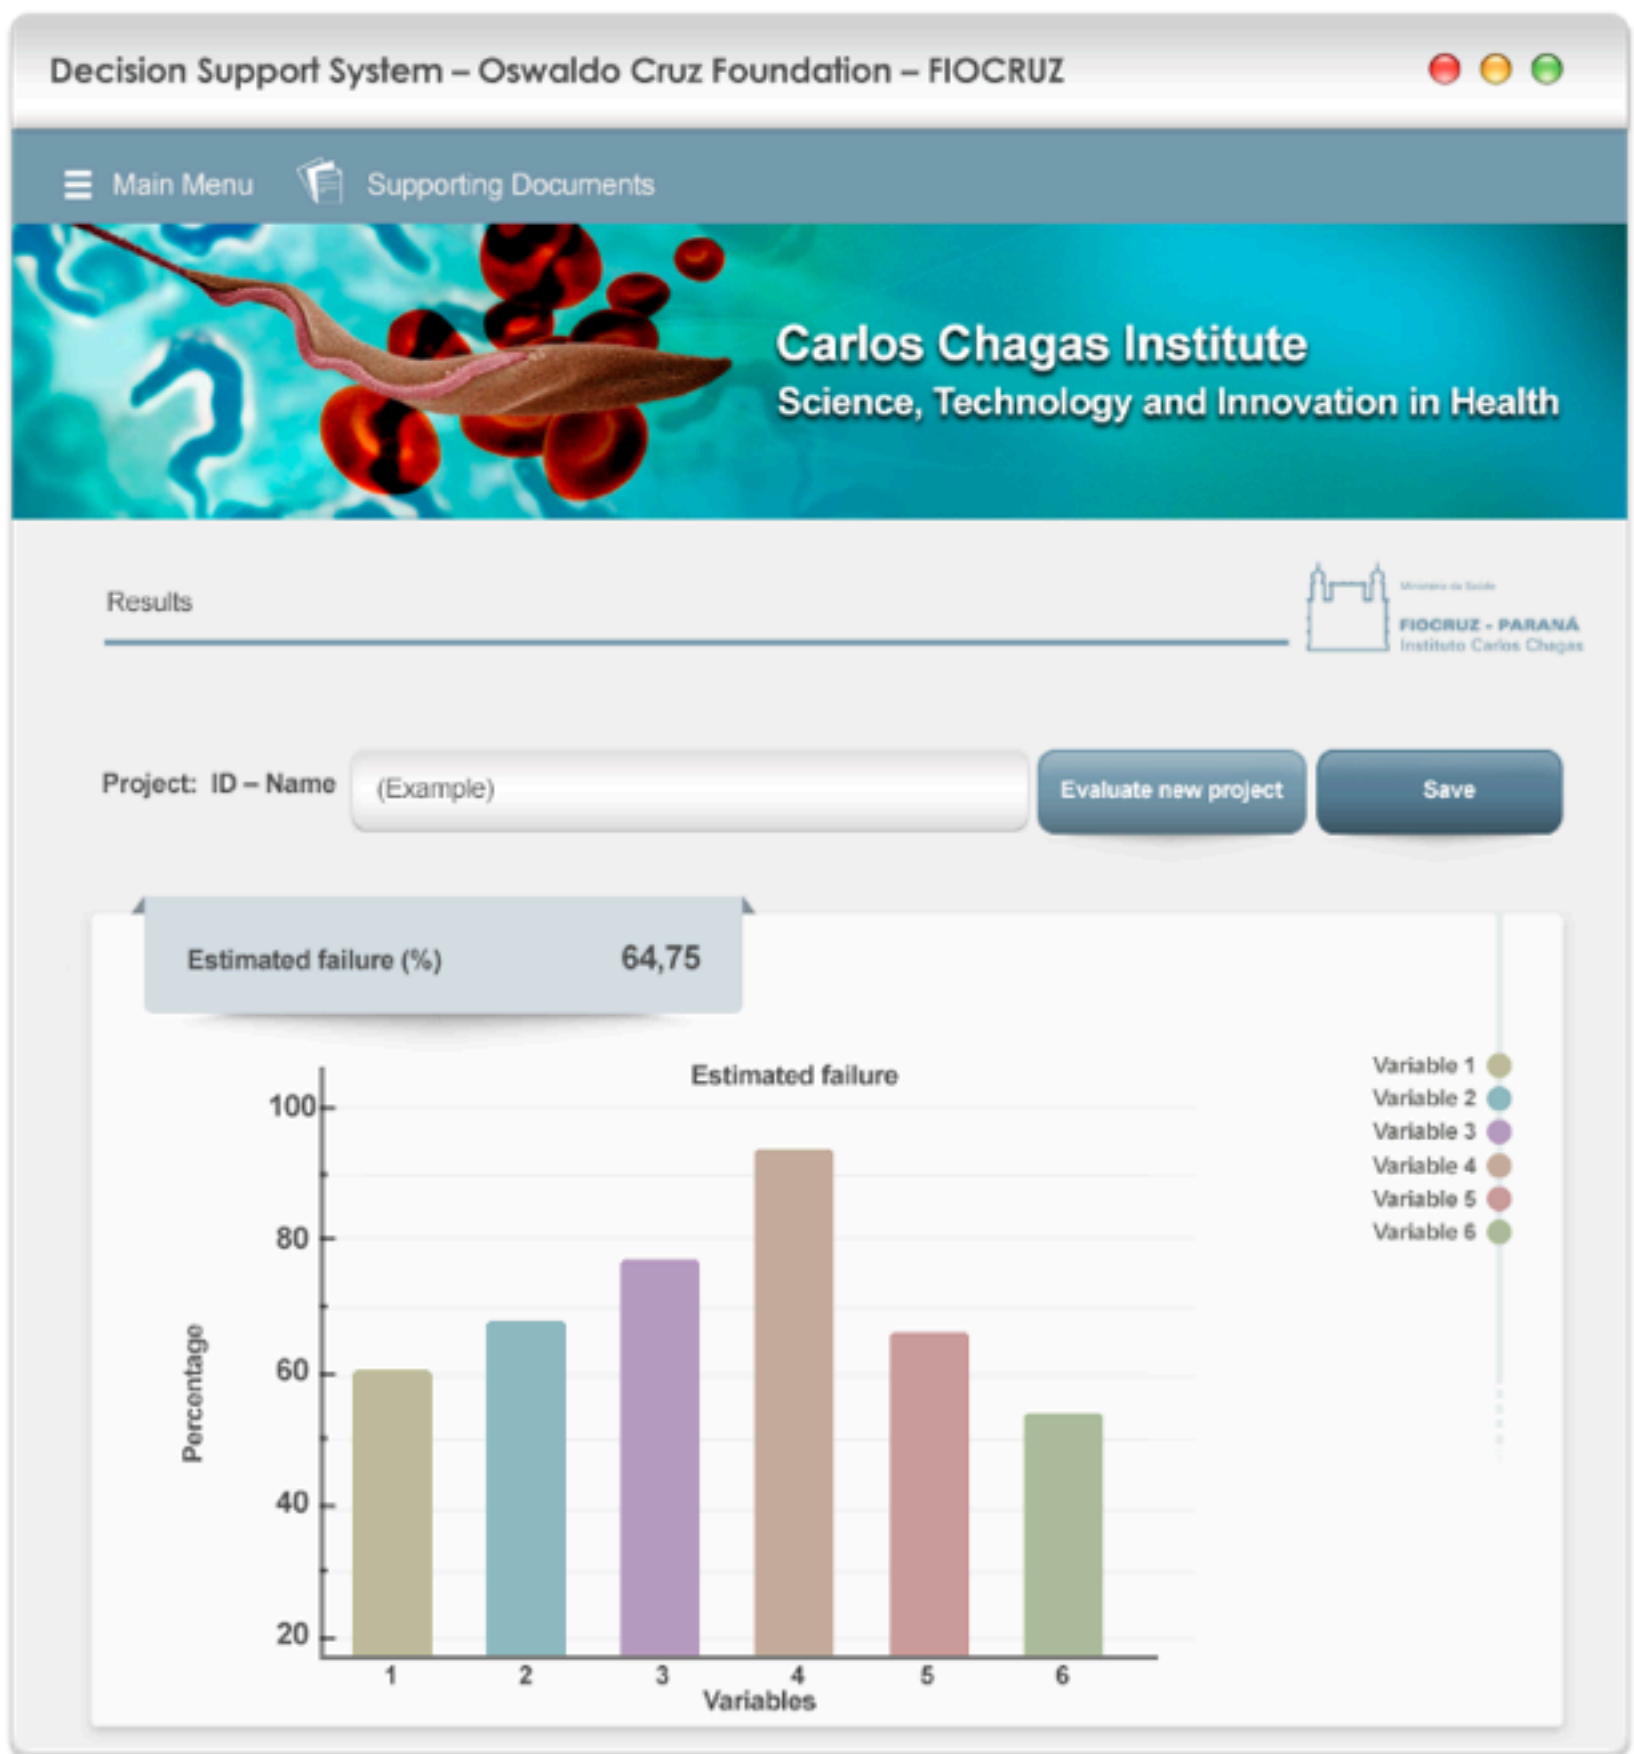 Decision Support System – Oswaldo Cruz Foundation – FIOCRUZ
Main Menu
Supporting Documents
Carlos Chagas Institute
Science, Technology and Innovation in Health
Results
Ministério da Saúde
FIOCRUZ - PARANÁ
Instituto Carlos Chagas
Project: ID – Name
(Example)
Evaluate new project
Save
Estimated failure (%)
64,75
Estimated failure
Variable 1
Variable 2
Variable 3
Variable 4
Variable 5
Variable 6
Percentage
100
80
60
40
20
1 2 3 4 5 6
Variables